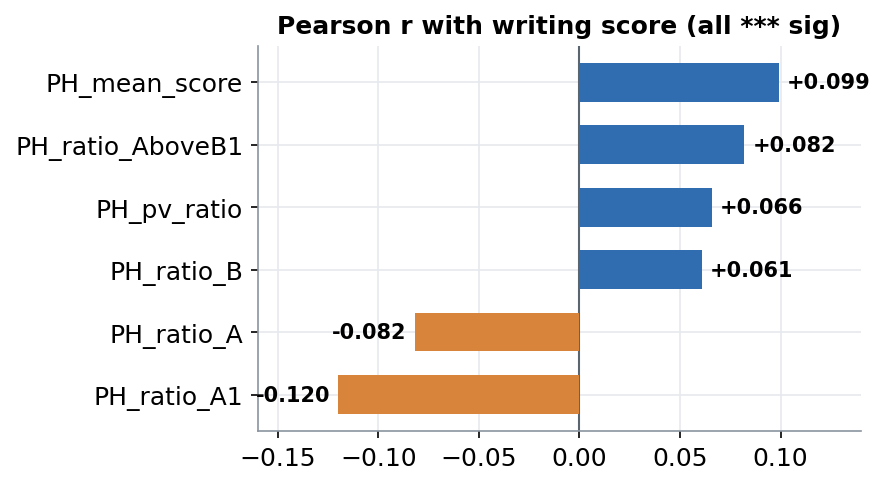 Pearson r with writing score (all *** sig)
PH_mean_score +0.099
PH_ratio_AboveB1 +0.082
PH_pv_ratio +0.066
PH_ratio_B +0.061
PH_ratio_A -0.082
PH_ratio_A1 -0.120
−0.15 −0.10 −0.05 0.00 0.05 0.10